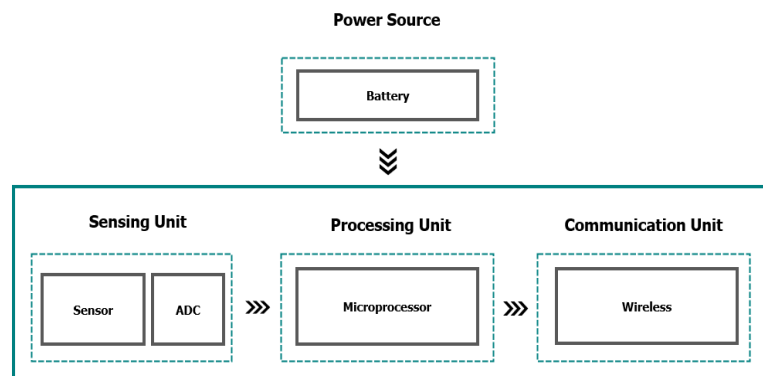 Power Source
Battery
Sensing Unit
Processing Unit
Communication Unit
Sensor
ADC
Microprocessor
Wireless